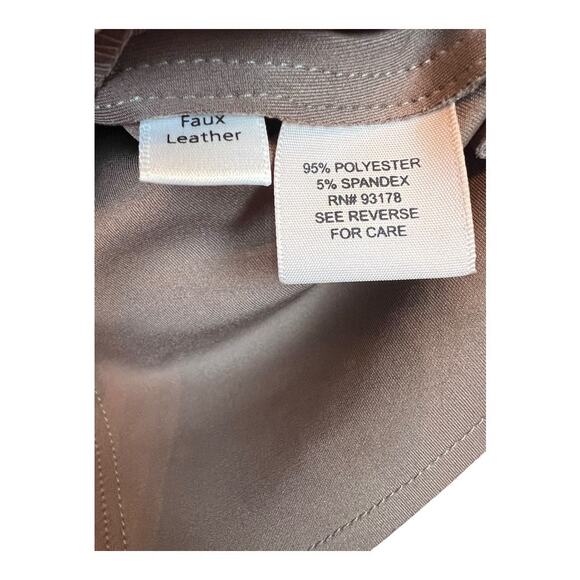 Faux
Leather
95% POLYESTER
5% SPANDEX
RN# 93178
SEE REVERSE
FOR CARE